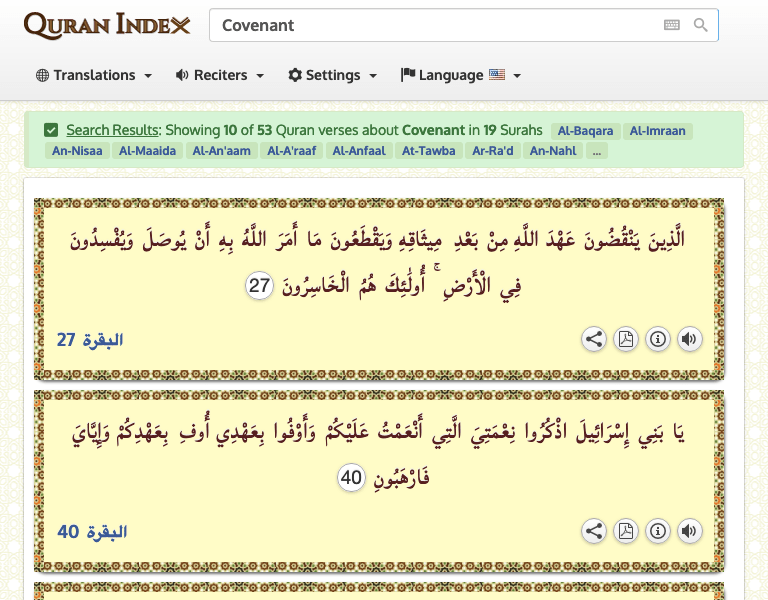 QURAN INDEX
Covenant
Translations
Reciters
Settings
Language
Search Results: Showing 10 of 53 Quran verses about Covenant in 19 Surahs Al-Baqara Al-Imraan
An-Nisaa Al-Maaida Al-An'aam Al-A'raaf Al-Anfaal At-Tawba Ar-Ra'd An-Nahl ...
الَّذِينَ يَنْقُضُونَ عَهْدَ اللَّهِ مِنْ بَعْدِ مِيثَاقِهِ وَيَقْطَعُونَ مَا أَمَرَ اللَّهُ بِهِ أَنْ يُوصَلَ وَيُفْسِدُونَ
فِي الْأَرْضِ ۚ أُولَٰئِكَ هُمُ الْخَاسِرُونَ 27
البقرة 27
يَا بَنِي إِسْرَائِيلَ اذْكُرُوا نِعْمَتِيَ الَّتِي أَنْعَمْتُ عَلَيْكُمْ وَأَوْفُوا بِعَهْدِي أُوفِ بِعَهْدِكُمْ وَإِيَّايَ
فَارْهَبُونِ 40
البقرة 40